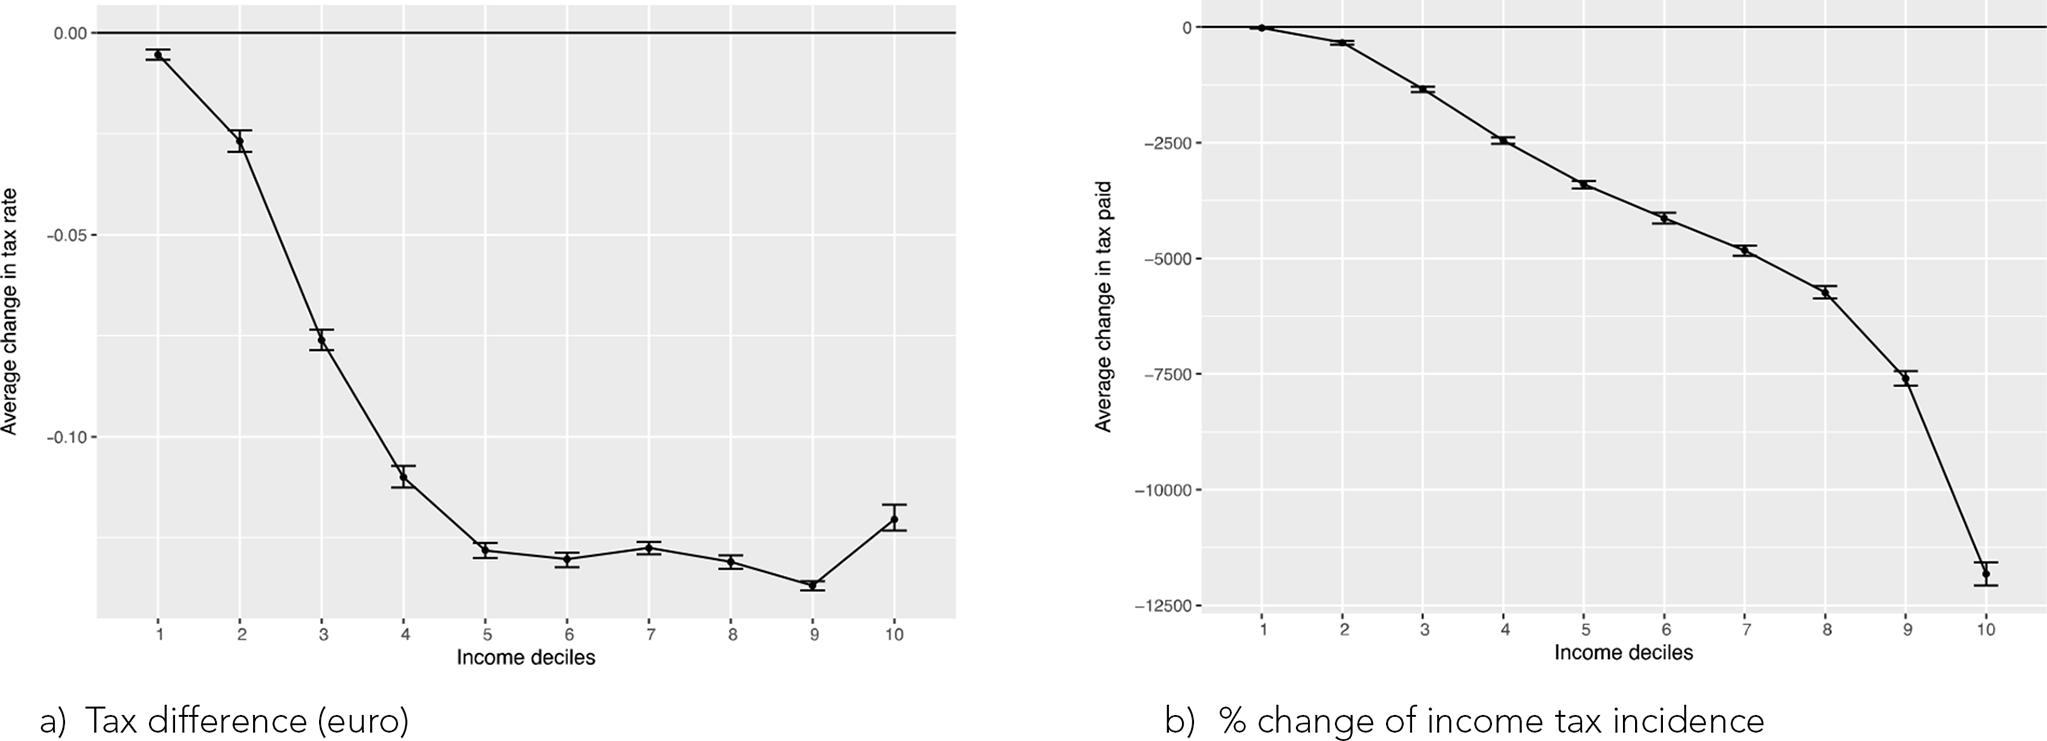 0.00
-0.05
-0.10
Average change in tax rate
1 2 3 4 5 6 7 8 9 10
Income deciles
a) Tax difference (euro)
0
−2500
−5000
−7500
−10000
−12500
Average change in tax paid
1 2 3 4 5 6 7 8 9 10
Income deciles
b) % change of income tax incidence